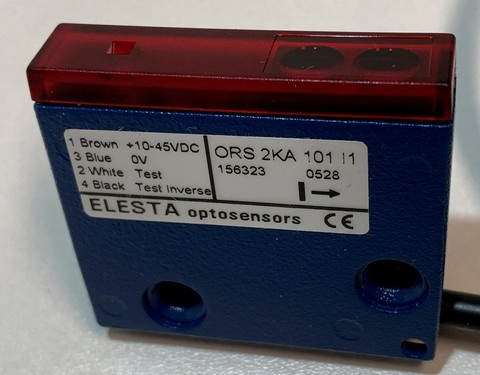 1 Brown +10-45VDC
3 Blue 0V
2 White Test
4 Black Test Inverse
ORS 2KA 101 I1
156323 0528
ELESTA optosensors CE